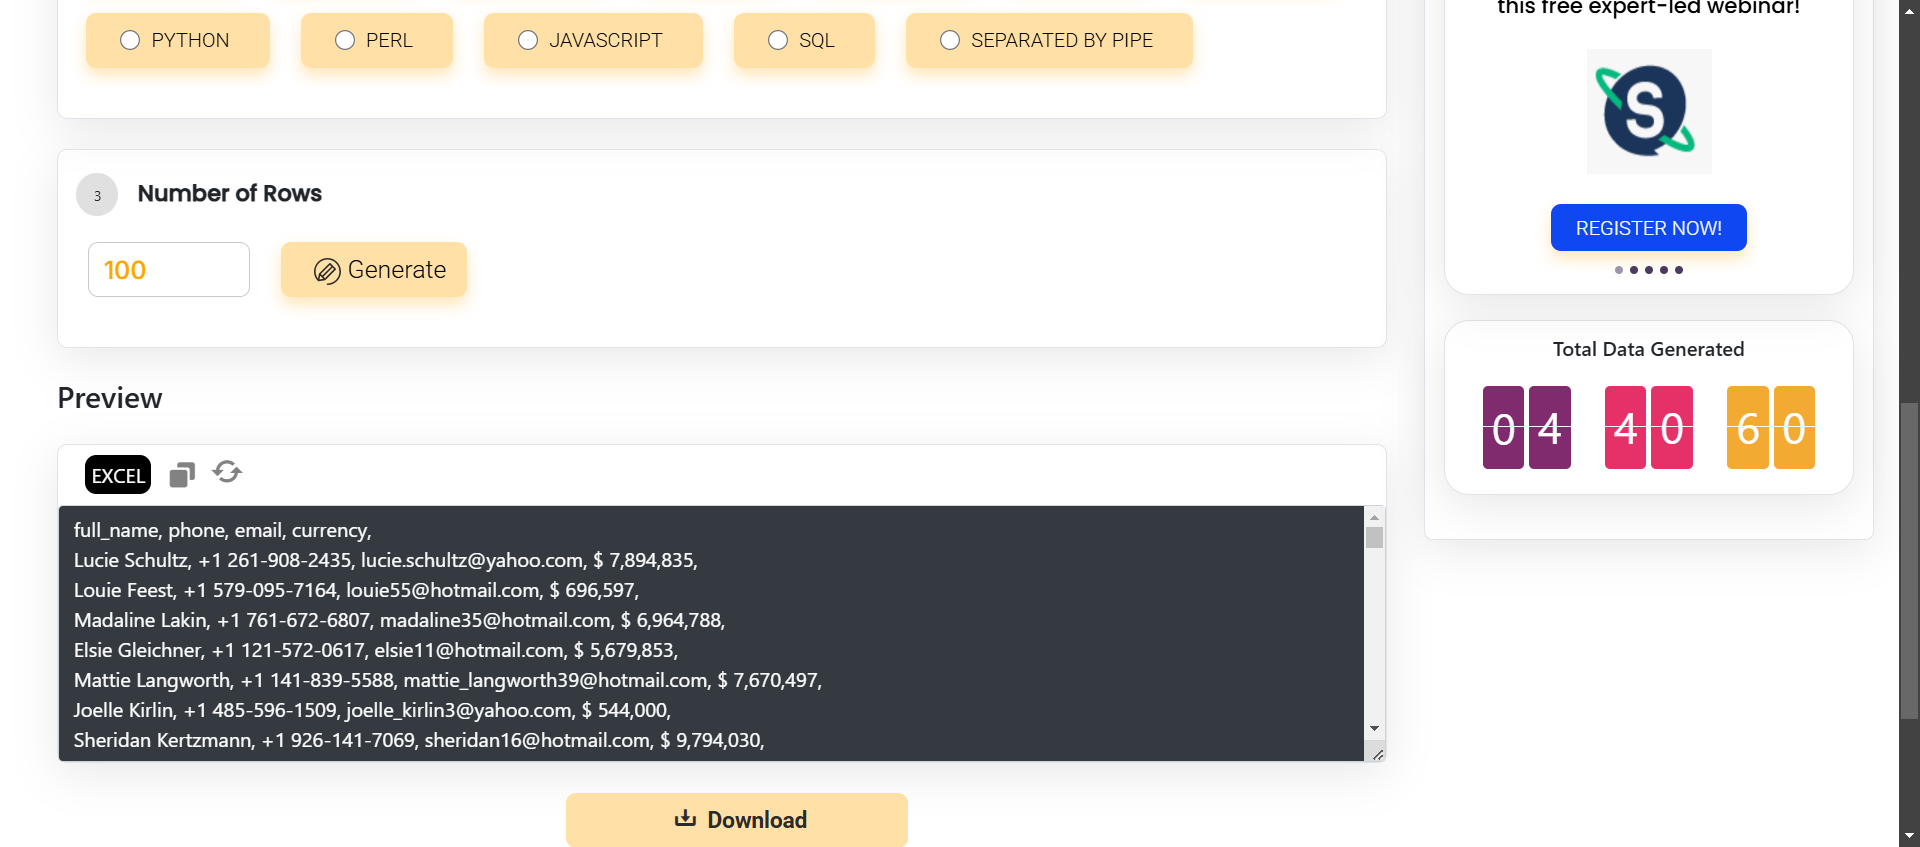 this free expert-led webinar!
PYTHON
PERL
JAVASCRIPT
SQL
SEPARATED BY PIPE
S
3
Number of Rows
REGISTER NOW!
100
Generate
Total Data Generated
Preview
04 40 60
EXCEL
full_name, phone, email, currency,
Lucie Schultz, +1 261-908-2435, lucie.schultz@yahoo.com, $ 7,894,835,
Louie Feest, +1 579-095-7164, louie55@hotmail.com, $ 696,597,
Madaline Lakin, +1 761-672-6807, madaline35@hotmail.com, $ 6,964,788,
Elsie Gleichner, +1 121-572-0617, elsie11@hotmail.com, $ 5,679,853,
Mattie Langworth, +1 141-839-5588, mattie_langworth39@hotmail.com, $ 7,670,497,
Joelle Kirlin, +1 485-596-1509, joelle_kirlin3@yahoo.com, $ 544,000,
Sheridan Kertzmann, +1 926-141-7069, sheridan16@hotmail.com, $ 9,794,030,
Download